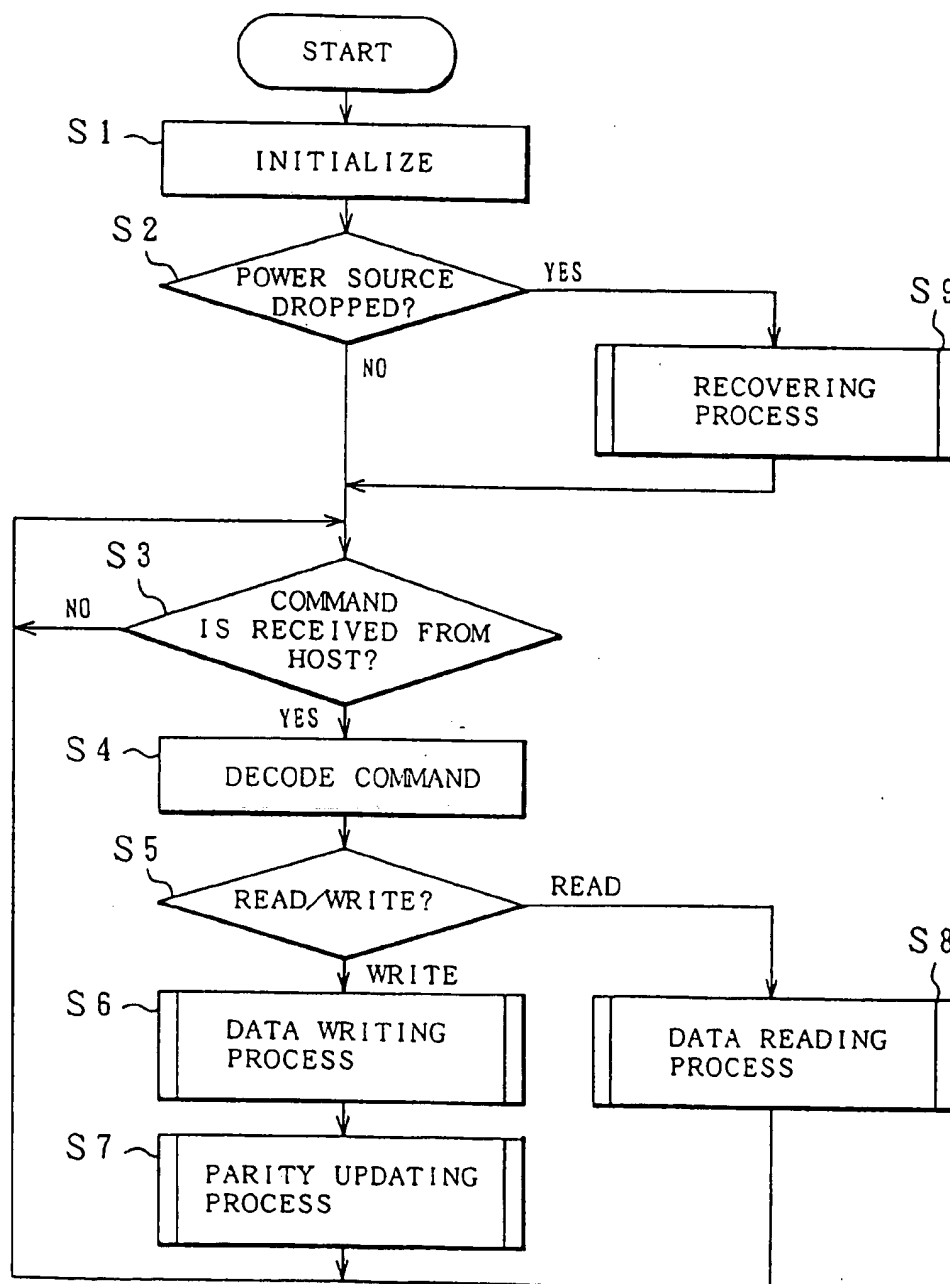 START
S1
INITIALIZE
S2
POWER SOURCE
DROPPED?
YES
S9
NO
RECOVERING
PROCESS
S3
NO
COMMAND
IS RECEIVED FROM
HOST?
YES
S4
DECODE COMMAND
S5
READ/WRITE?
READ
S8
WRITE
S6
DATA WRITING
PROCESS
DATA READING
PROCESS
S7
PARITY UPDATING
PROCESS